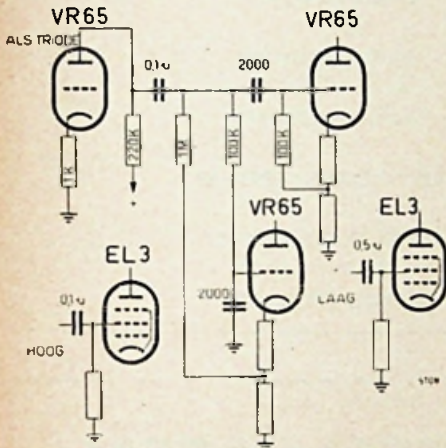 VR65
VR65
ALS TRIODE
0,1u
2000
1K
220K
1M
100K
100K
+
VR65
EL3
EL3
0,1u
2000
0,5u
HOOG
LAAG